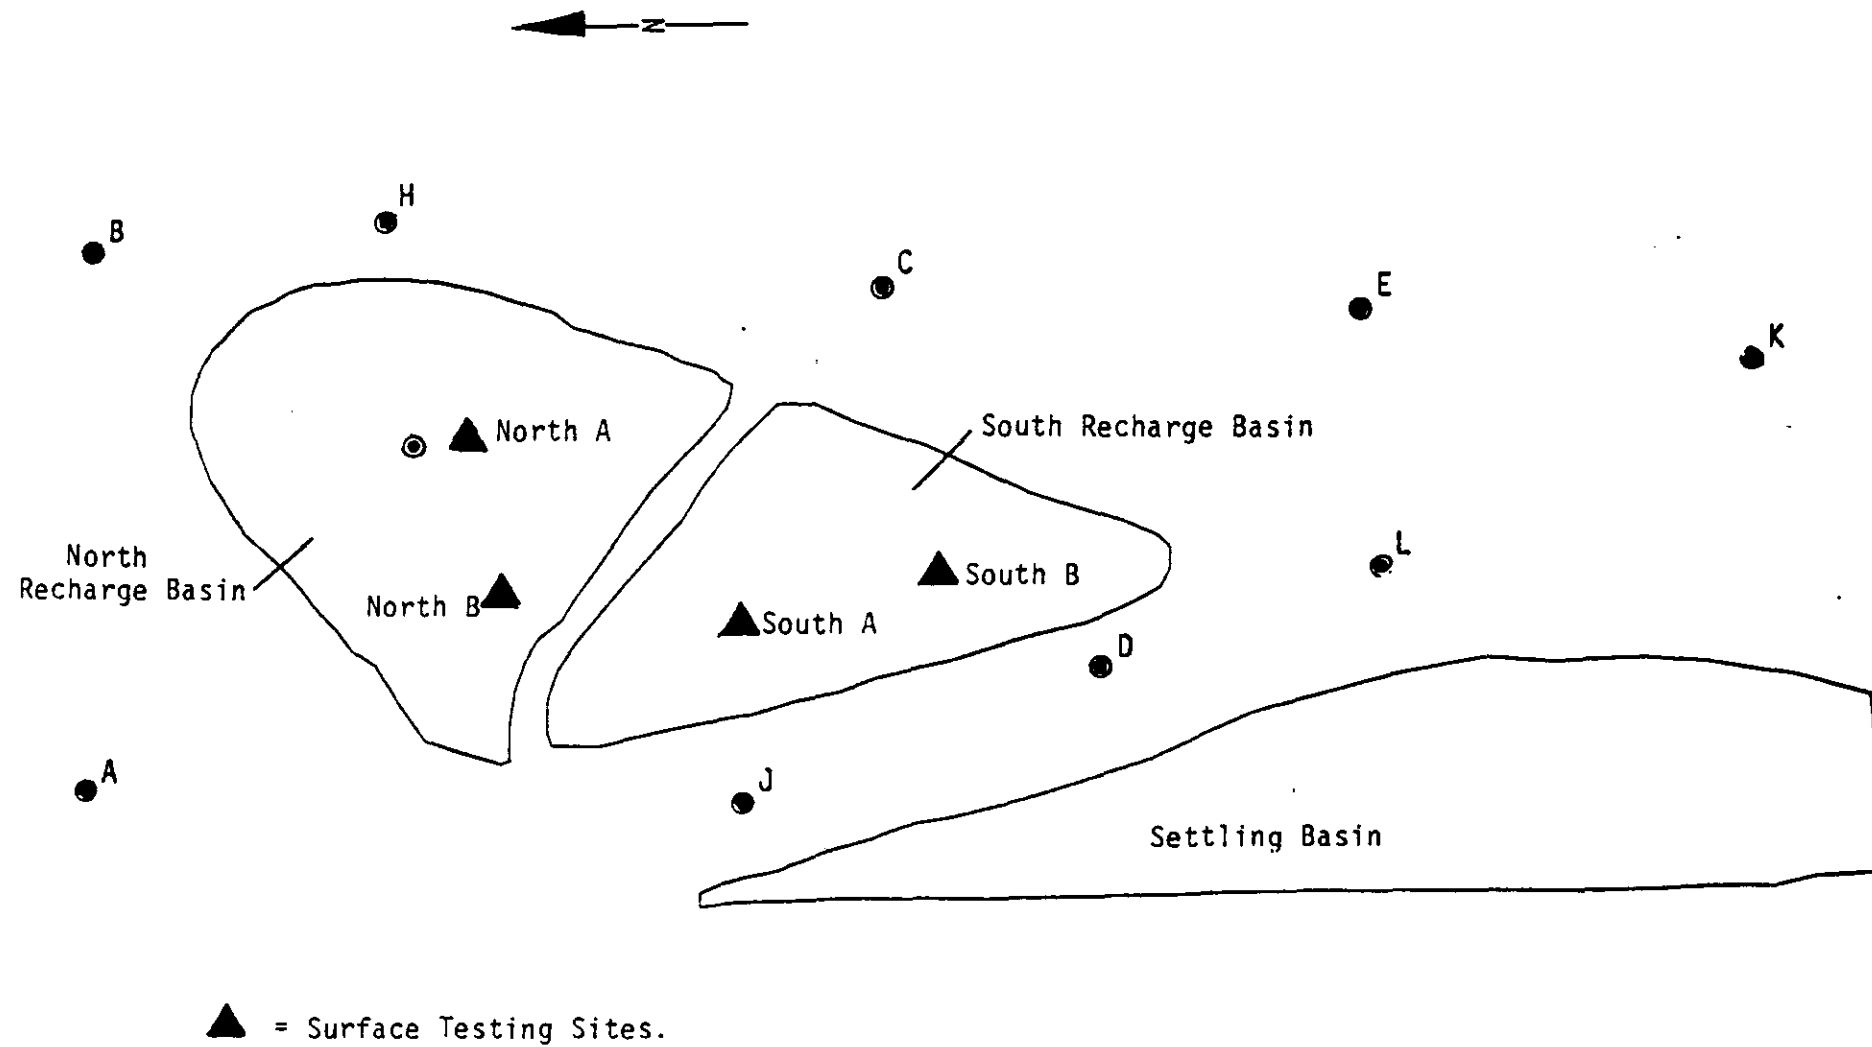 N
H
B
C
E
K
North A
South Recharge Basin
North
Recharge Basin
North B
South B
South A
L
D
A
J
Settling Basin
= Surface Testing Sites.